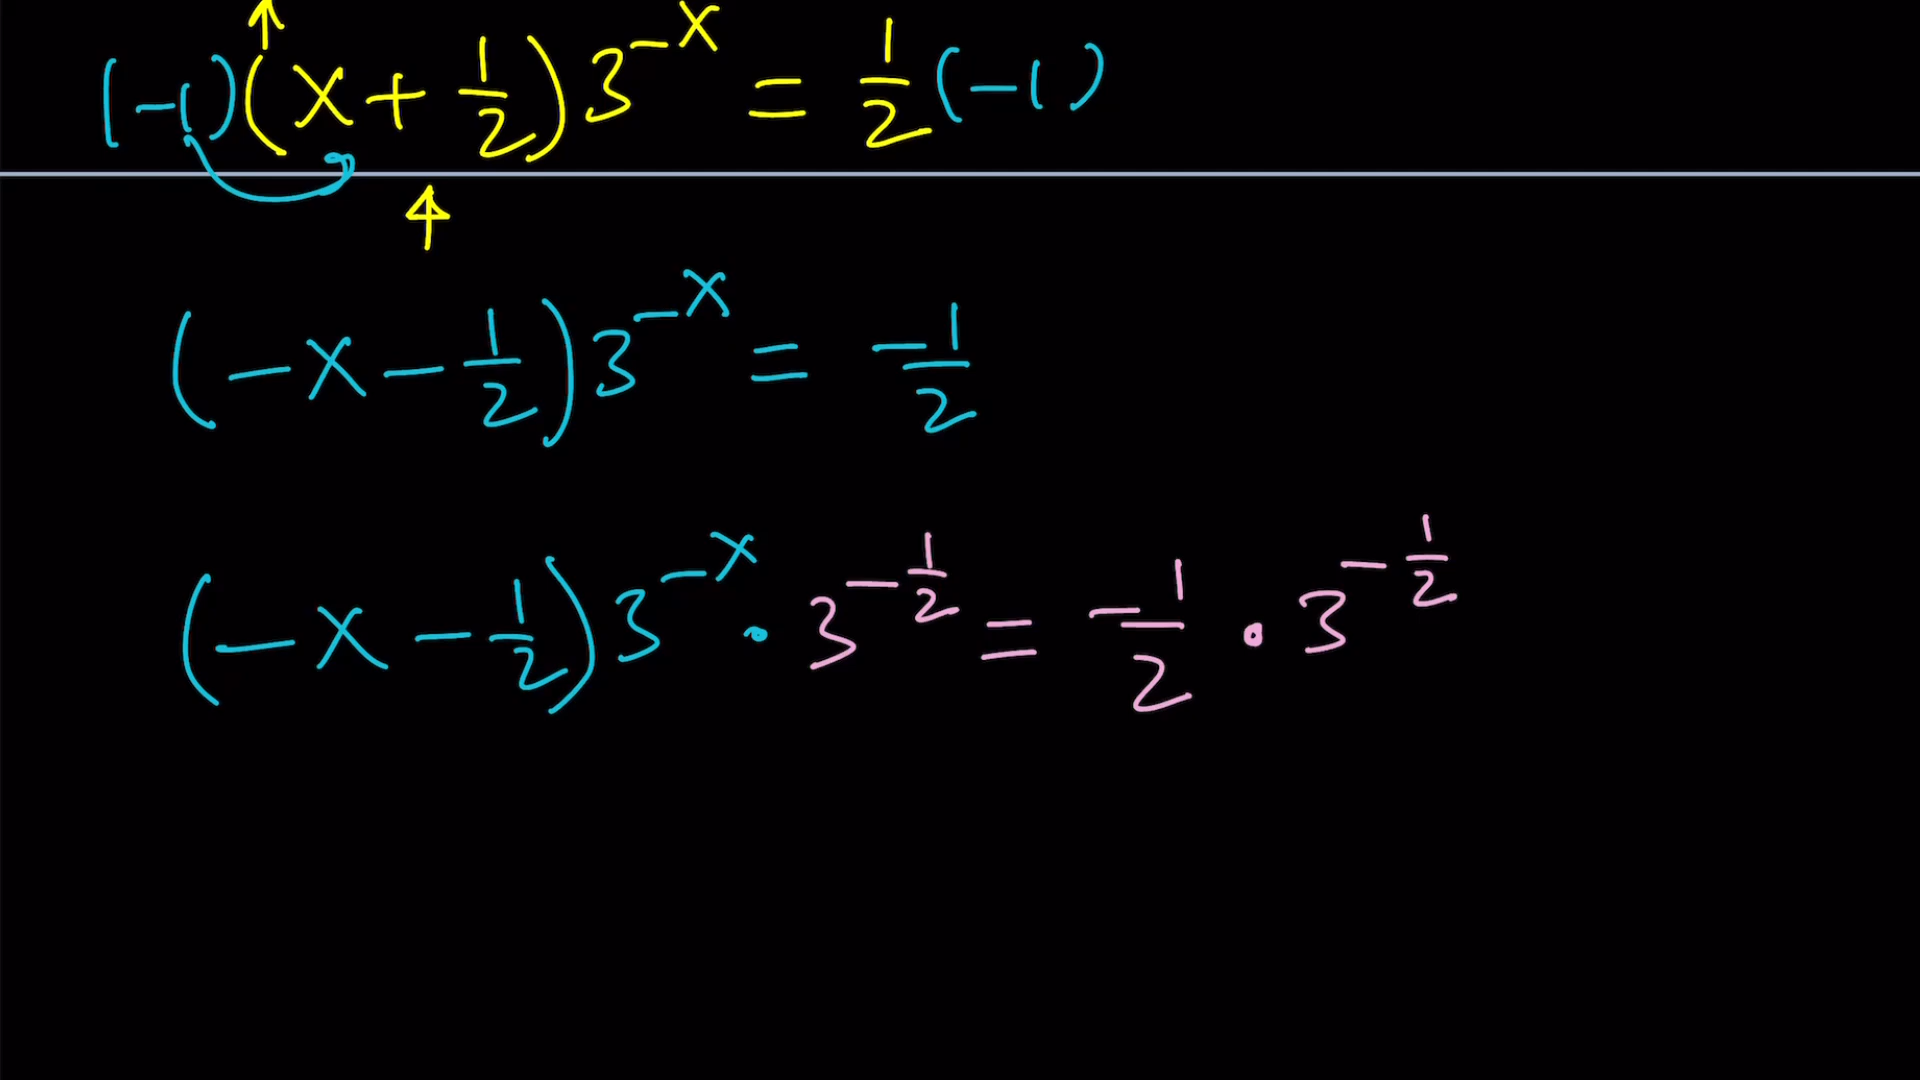 (-1)(x + 1/2) 3^{-x} = 1/2 (-1)
(-x - 1/2) 3^{-x} = -1/2
(-x - 1/2) 3^{-x} · 3^{-1/2} = -1/2 · 3^{-1/2}